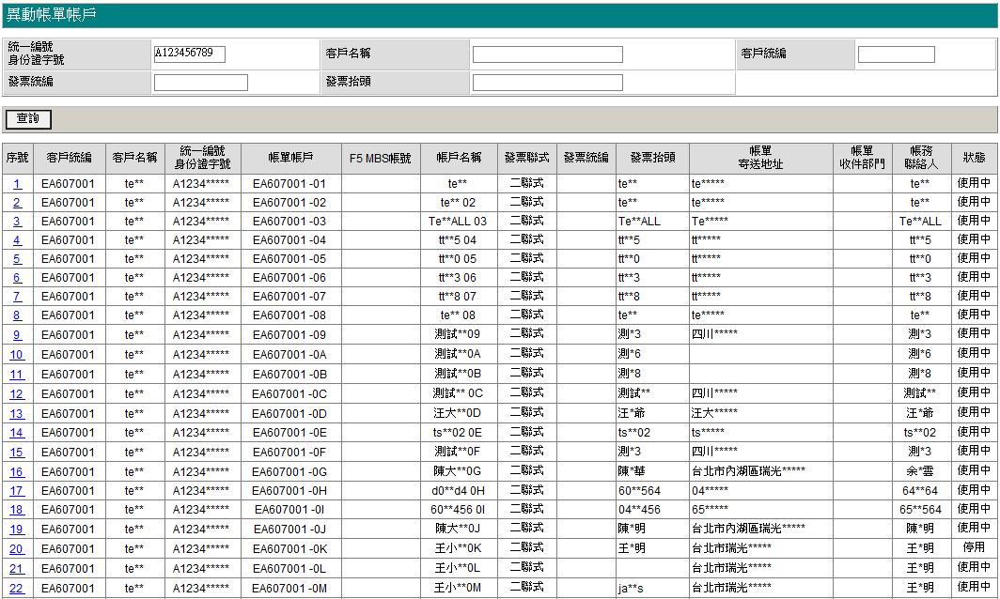 異動帳單帳戶
統一編號
身份證字號 A123456789 客戶名稱 客戶統編
發票統編 發票抬頭
查詢
序號 客戶統編 客戶名稱 統一編號 身份證字號 帳單帳戶 F5 MBS帳號 帳戶名稱 發票聯式 發票統編 發票抬頭 帳單 寄送地址 帳單 收件部門 帳務 聯絡人 狀態
1 EA607001 te** A1234***** EA607001 -01 te** 二聯式 te** te***** te** 使用中
2 EA607001 te** A1234***** EA607001 -02 te** 02 二聯式 te** te***** te** 使用中
3 EA607001 te** A1234***** EA607001 -03 Te**ALL 03 二聯式 Te**ALL Te***** Te**ALL 使用中
4 EA607001 te** A1234***** EA607001 -04 tt**5 04 二聯式 tt**5 tt***** tt**5 使用中
5 EA607001 te** A1234***** EA607001 -05 tt**0 05 二聯式 tt**0 tt***** tt**0 使用中
6 EA607001 te** A1234***** EA607001 -06 tt**3 06 二聯式 tt**3 tt***** tt**3 使用中
7 EA607001 te** A1234***** EA607001 -07 tt**8 07 二聯式 tt**8 tt***** tt**8 使用中
8 EA607001 te** A1234***** EA607001 -08 te** 08 二聯式 te** te***** te** 使用中
9 EA607001 te** A1234***** EA607001 -09 測試**09 二聯式 測*3 四川***** 測*3 使用中
10 EA607001 te** A1234***** EA607001 -0A 測試**0A 二聯式 測*6 測*6 使用中
11 EA607001 te** A1234***** EA607001 -0B 測試**0B 二聯式 測*8 測*8 使用中
12 EA607001 te** A1234***** EA607001 -0C 測試** 0C 二聯式 測試** 四川***** 測試** 使用中
13 EA607001 te** A1234***** EA607001 -0D 汪大**0D 二聯式 汪*爺 汪大***** 汪*爺 使用中
14 EA607001 te** A1234***** EA607001 -0E ts**02 0E 二聯式 ts**02 ts***** ts**02 使用中
15 EA607001 te** A1234***** EA607001 -0F 測試**0F 二聯式 測*3 四川***** 測*3 使用中
16 EA607001 te** A1234***** EA607001 -0G 陳大**0G 二聯式 陳*華 台北市內湖區瑞光***** 余*雲 使用中
17 EA607001 te** A1234***** EA607001 -0H d0**d4 0H 二聯式 60**564 04***** 64**64 使用中
18 EA607001 te** A1234***** EA607001 -0I 60**456 0I 二聯式 04**456 65***** 65**564 使用中
19 EA607001 te** A1234***** EA607001 -0J 陳大**0J 二聯式 陳*明 台北市內湖區瑞光***** 陳*明 使用中
20 EA607001 te** A1234***** EA607001 -0K 王小**0K 二聯式 王*明 台北市瑞光***** 王*明 停用
21 EA607001 te** A1234***** EA607001 -0L 王小**0L 二聯式 台北市瑞光***** 王*明 使用中
22 EA607001 te** A1234***** EA607001 -0M 王小**0M 二聯式 ja**s 台北市瑞光***** 王*明 使用中